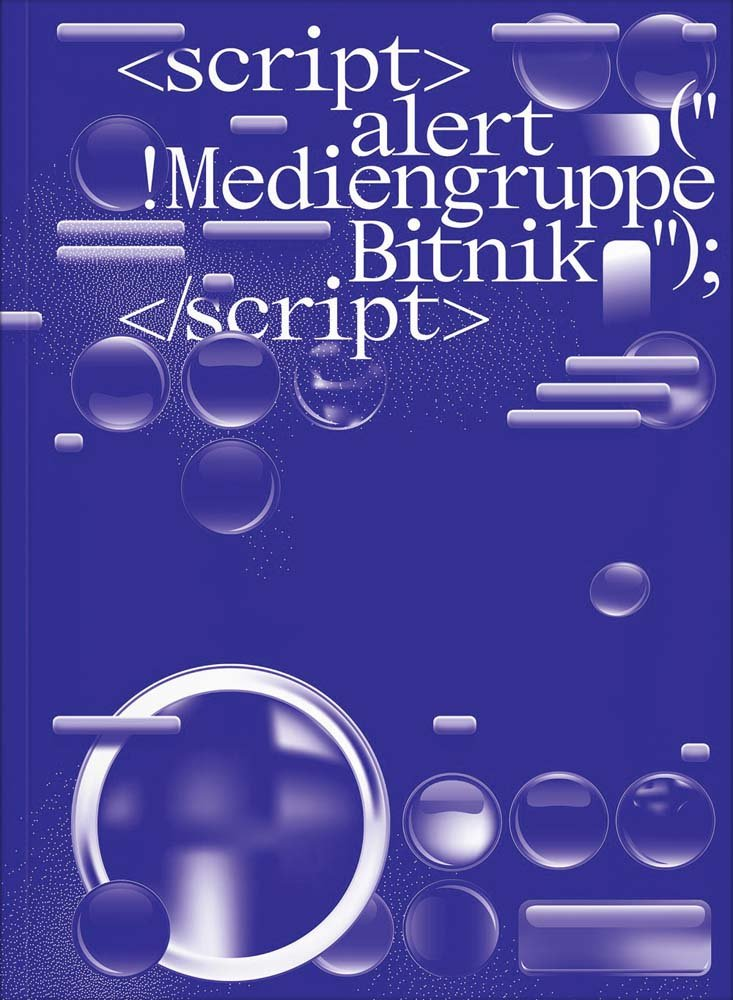 <script>
alert ("
!Mediengruppe
Bitnik ");
</script>